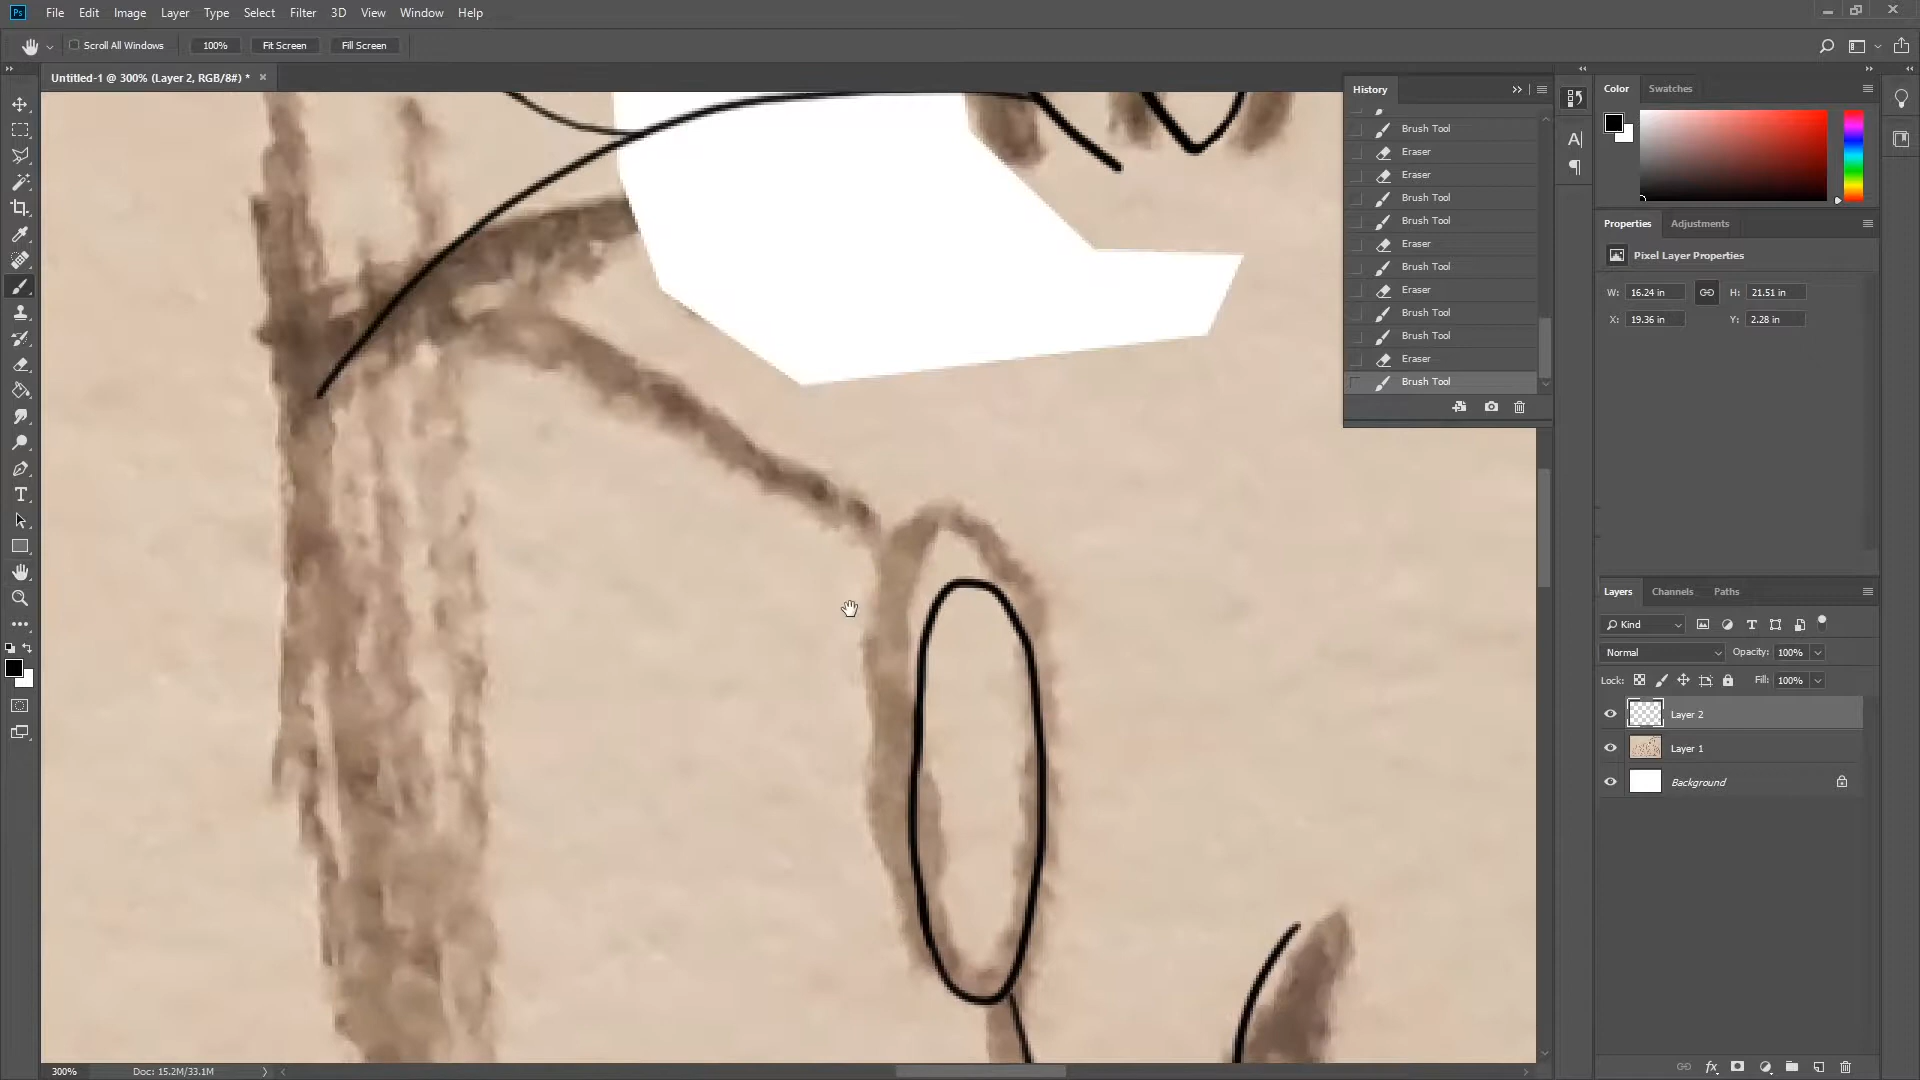 Ps File Edit Image Layer Type Select Filter 3D View Window Help
Scroll All Windows 100% Fit Screen Fill Screen
Untitled-1 @ 300% (Layer 2, RGB/8#) * ×
History
Brush Tool
Eraser
Eraser
Brush Tool
Brush Tool
Eraser
Brush Tool
Eraser
Brush Tool
Brush Tool
Eraser
Brush Tool
Color Swatches
Properties Adjustments
Pixel Layer Properties
W: 16.24 in H: 21.51 in
X: 19.36 in Y: 2.28 in
Layers Channels Paths
Kind
Normal Opacity: 100%
Lock: Fill: 100%
Layer 2
Layer 1
Background
300% Doc: 15.2M/33.1M